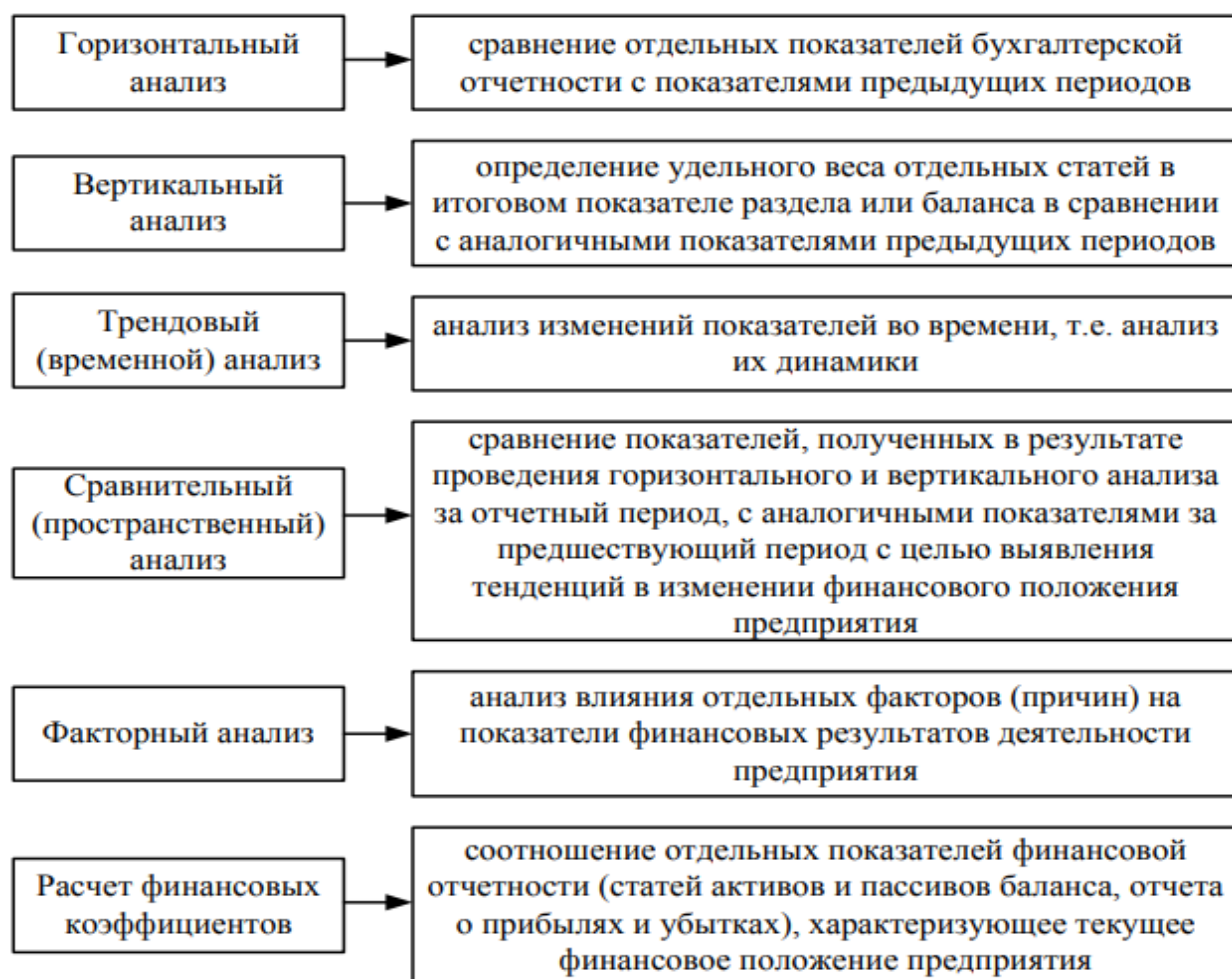 Горизонтальный
анализ
сравнение отдельных показателей бухгалтерской
отчетности с показателями предыдущих периодов
Вертикальный
анализ
определение удельного веса отдельных статей в
итоговом показателе раздела или баланса в сравнении
с аналогичными показателями предыдущих периодов
Трендовый
(временной) анализ
анализ изменений показателей во времени, т.е. анализ
их динамики
Сравнительный
(пространственный)
анализ
сравнение показателей, полученных в результате
проведения горизонтального и вертикального анализа
за отчетный период, с аналогичными показателями за
предшествующий период с целью выявления
тенденций в изменении финансового положения
предприятия
Факторный анализ
анализ влияния отдельных факторов (причин) на
показатели финансовых результатов деятельности
предприятия
Расчет финансовых
коэффициентов
соотношение отдельных показателей финансовой
отчетности (статей активов и пассивов баланса, отчета
о прибылях и убытках), характеризующее текущее
финансовое положение предприятия